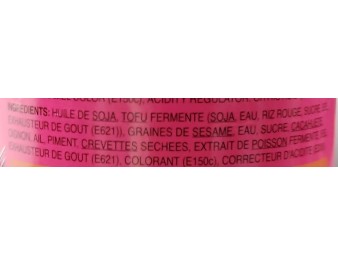 COLOR (E150c), ACIDITY REGULATOR,
INGRÉDIENTS: HUILE DE SOJA, TOFU FERMENTE (SOJA, EAU, RIZ ROUGE, SUCRE,
EXHAUSTEUR DE GOUT (E621)), GRAINES DE SESAME, EAU, SUCRE, CACAHUETE,
OIGNON, AIL, PIMENT, CREVETTES SECHEES, EXTRAIT DE POISSON FERMENTE,
EXHAUSTEUR DE GOUT (E621), COLORANT (E150c), CORRECTEUR D'ACIDITE